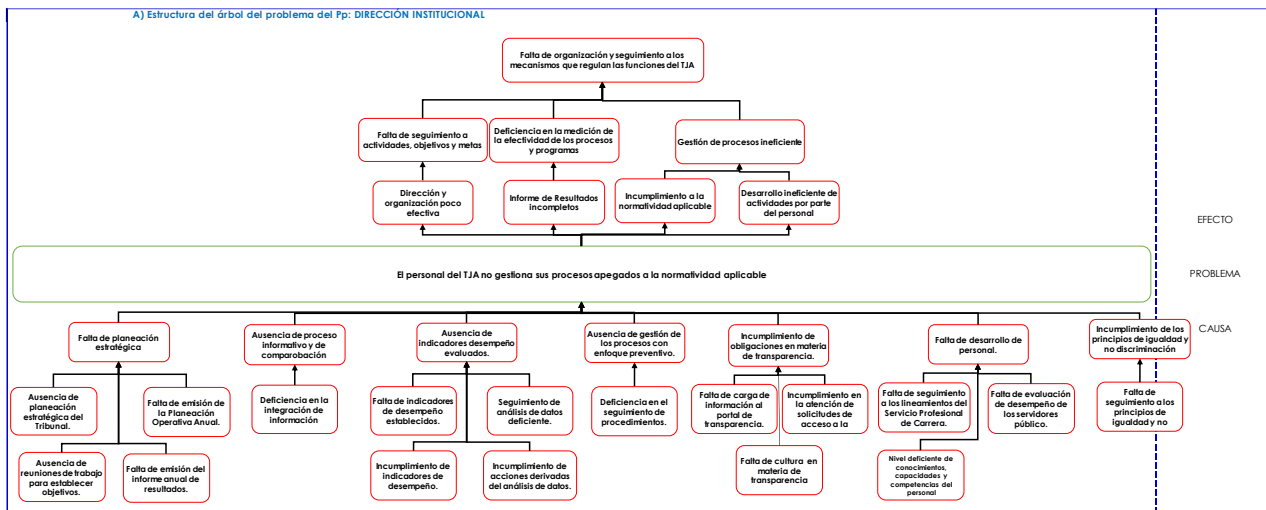 A) Estructura del árbol del problema del Pp: DIRECCIÓN INSTITUCIONAL
Falta de organización y seguimiento a los
mecanismos que regulan las funciones del TJA
Falta de seguimiento a
actividades, objetivos y metas
Deficiencia en la medición de
la efectividad de los procesos
y programas
Gestión de procesos ineficiente
Dirección y
organización poco
efectiva
Informe de Resultados
incompletos
Incumplimiento a la
normatividad aplicable
Desarrollo ineficiente de
actividades por parte
del personal
EFECTO
El personal del TJA no gestiona sus procesos apegados a la normatividad aplicable
PROBLEMA
CAUSA
Falta de planeación
estratégica
Ausencia de proceso
informativo y de
comprobación
Ausencia de
indicadores desempeño
evaluados.
Ausencia de gestión de
los procesos con
enfoque preventivo.
Incumplimiento de
obligaciones en materia
de transparencia.
Falta de desarrollo de
personal.
Incumplimiento de los
principios de igualdad y
no discriminación
Ausencia de
planeación
estratégica del
Tribunal.
Falta de emisión de
la Planeación
Operativa Anual.
Deficiencia en la
integración de
información
Falta de indicadores
de desempeño
establecidos.
Seguimiento de
análisis de datos
deficiente.
Deficiencia en el
seguimiento de
procedimientos.
Falta de carga de
información al
portal de
transparencia.
Incumplimiento en
la atención de
solicitudes de
acceso a la
Falta de seguimiento
a los lineamientos del
Servicio Profesional
de Carrera.
Falta de evaluación
de desempeño de
los servidores
público.
Falta de
seguimiento a los
principios de
igualdad y no
Ausencia de
reuniones de trabajo
para establecer
objetivos.
Falta de emisión del
informe anual de
resultados.
Incumplimiento de
indicadores de
desempeño.
Incumplimiento de
acciones derivadas
del análisis de datos.
Falta de cultura en
materia de
transparencia
Nivel deficiente de
conocimientos,
capacidades y
competencias del
personal